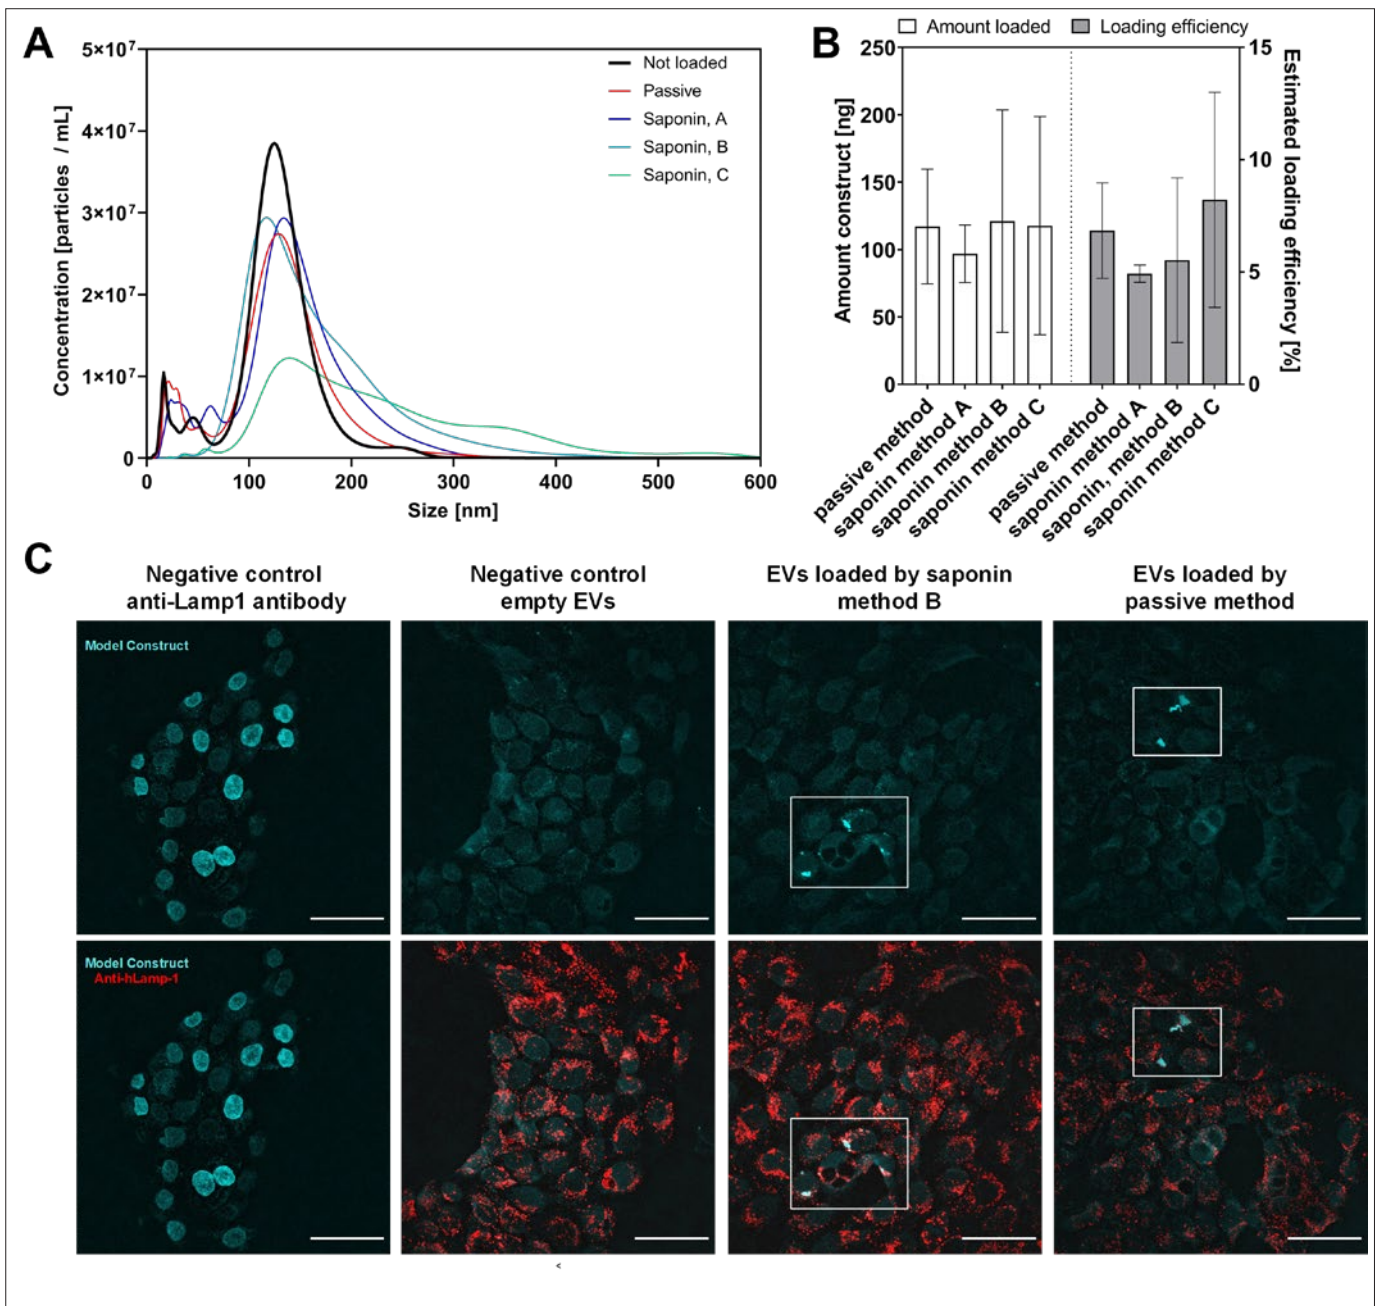 A
5×10⁷
4×10⁷
3×10⁷
2×10⁷
1×10⁷
0
Concentration [particles / mL]
0 100 200 300 400 500 600
Size [nm]
Not loaded
Passive
Saponin, A
Saponin, B
Saponin, C
B
Amount loaded Loading efficiency
250
200
150
100
50
0
Amount construct [ng]
15
10
5
0
Estimated loading efficiency [%]
passive method
saponin method A
saponin method B
saponin method C
passive method
saponin method A
saponin, method B
saponin method C
C
Negative control
anti-Lamp1 antibody
Negative control
empty EVs
EVs loaded by saponin
method B
EVs loaded by
passive method
Model Construct
Model Construct
Anti-hLamp-1
<